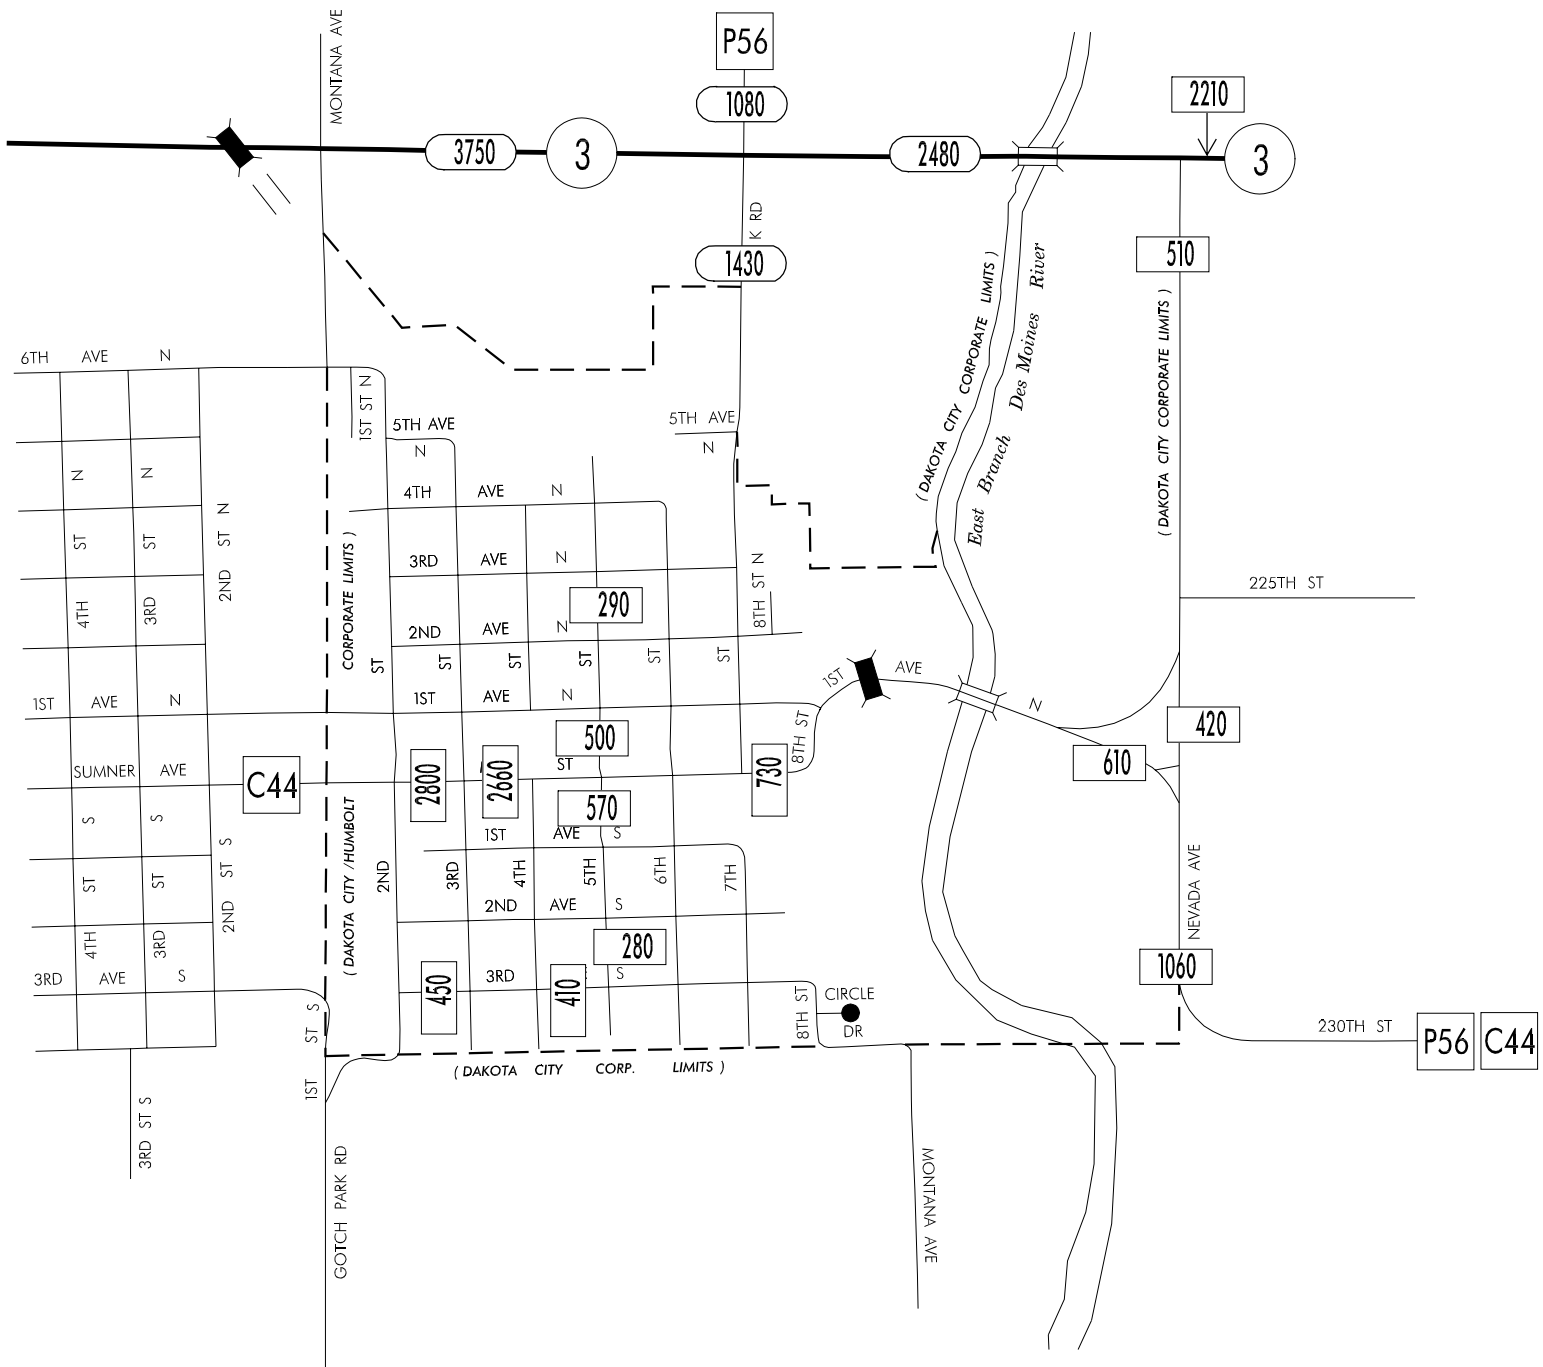 MONTANA AVE
P56
1080
2210
3750
3
2480
3
K RD
1430
510
(DAKOTA CITY CORPORATE LIMITS)
East Branch Des Moines River
(DAKOTA CITY CORPORATE LIMITS)
6TH AVE N
1ST ST N
5TH AVE
N
5TH AVE
N
4TH AVE N
3RD AVE N
290
2ND AVE N
8TH ST N
225TH ST
4TH ST N
3RD ST N
2ND ST N
(DAKOTA CITY/HUMBOLT CORPORATE LIMITS)
2ND ST
3RD ST
4TH ST
5TH ST
6TH ST
7TH ST
1ST AVE N
1ST AVE N
1ST AVE N
500
420
8TH ST
730
610
SUMNER AVE
C44
2800
2660
ST
570
1ST AVE S
2ND AVE S
280
3RD AVE S
450
410
4TH ST S
3RD ST S
2ND ST S
3RD AVE S
1ST ST S
8TH ST
CIRCLE
DR
NEVADA AVE
1060
230TH ST
P56
C44
(DAKOTA CITY CORP. LIMITS)
3RD ST S
GOTCH PARK RD
MONTANA AVE